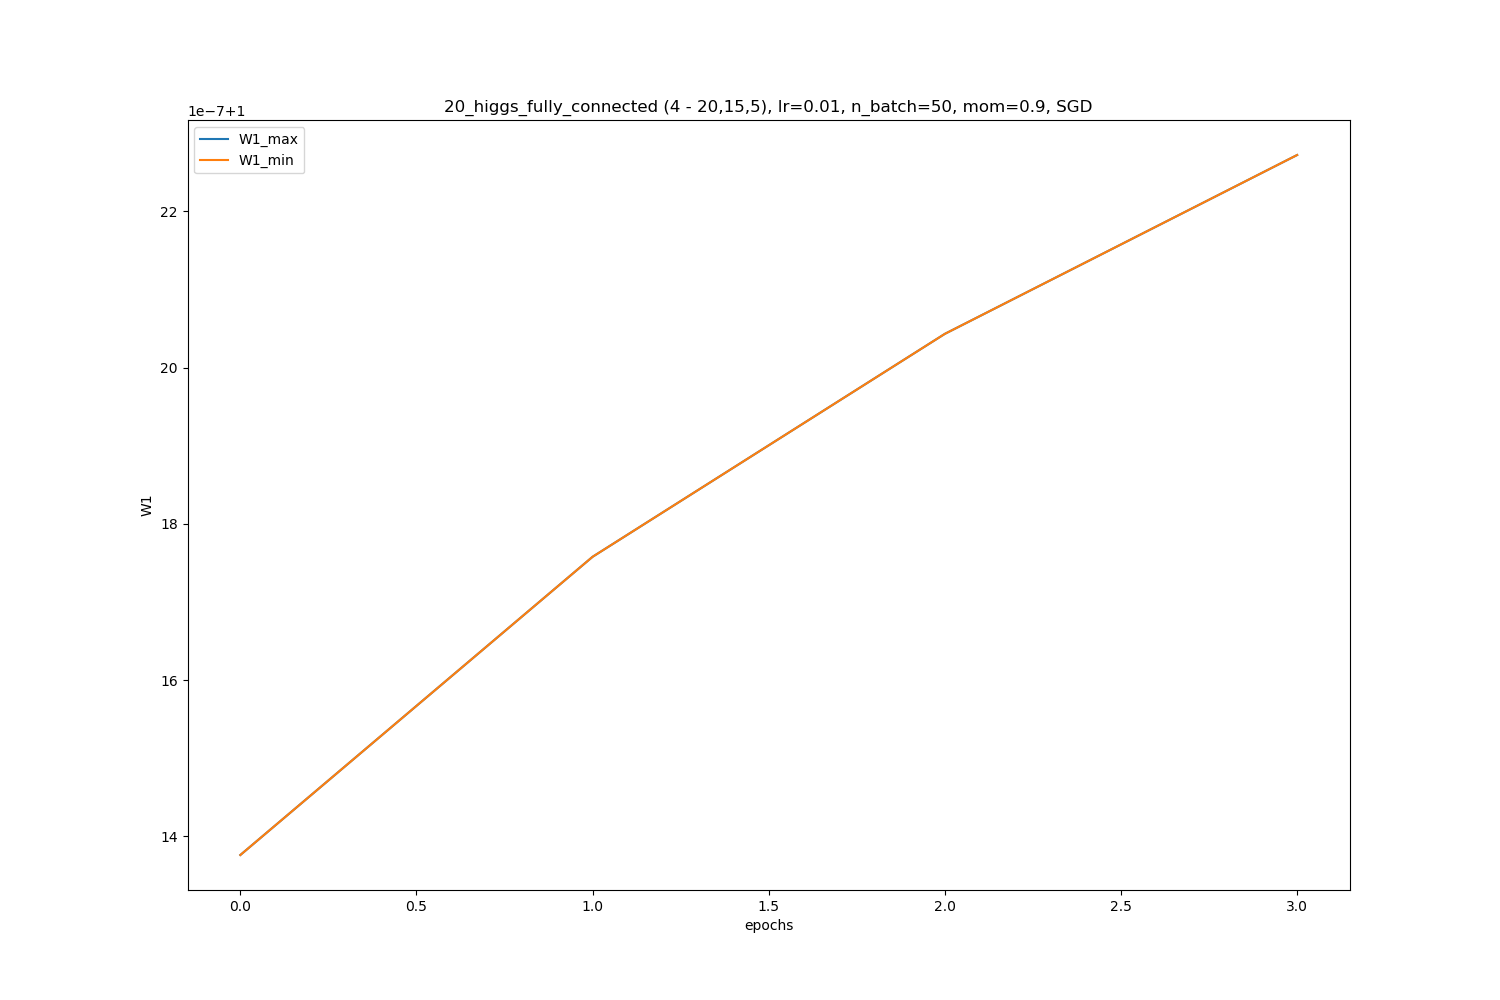 20_higgs_fully_connected (4 - 20,15,5), lr=0.01, n_batch=50, mom=0.9, SGD
1e−7+1
W1_max
W1_min
22
20
18
16
14
W1
0.0 0.5 1.0 1.5 2.0 2.5 3.0
epochs